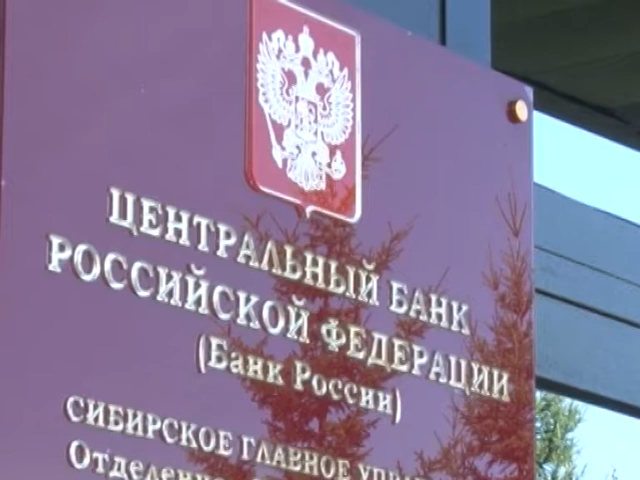 ЦЕНТРАЛЬНЫЙ БАНК
РОССИЙСКОЙ ФЕДЕРАЦИИ
(Банк России)
СИБИРСКОЕ ГЛАВНОЕ